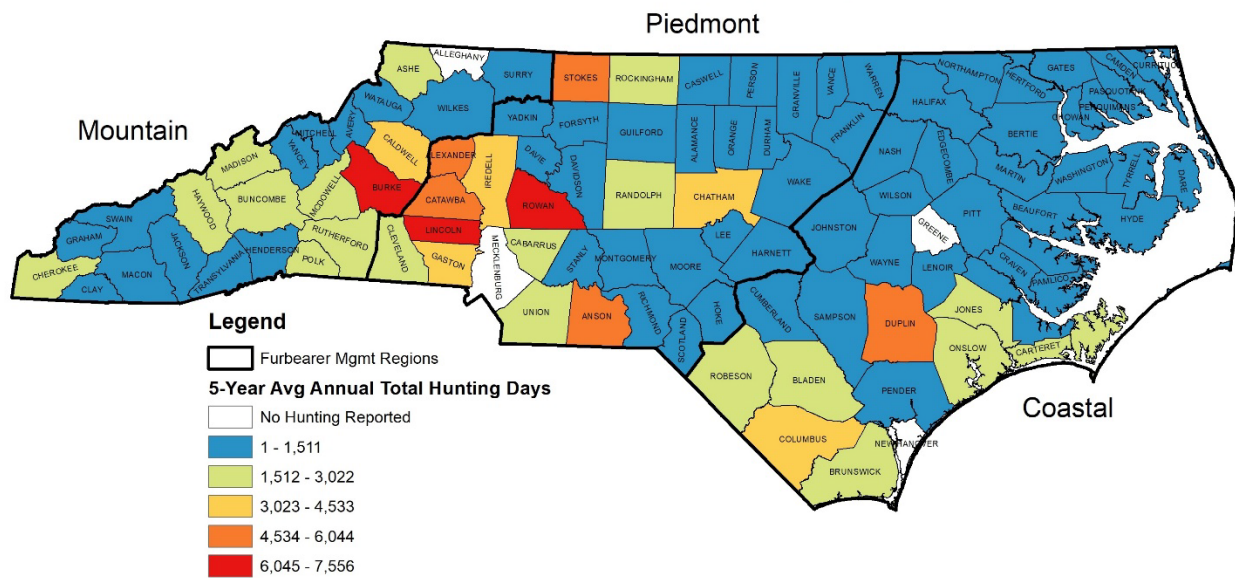 Piedmont
Mountain
Coastal
ALLEGHANY
ASHE
SURRY
STOKES
ROCKINGHAM
CASWELL
PERSON
GRANVILLE
VANCE
WARREN
NORTHAMPTON
HERTFORD
GATES
CAMDEN
CURRITUCK
PASQUOTANK
PERQUIMANS
CHOWAN
HALIFAX
BERTIE
WATAUGA
WILKES
YADKIN
FORSYTH
GUILFORD
ALAMANCE
ORANGE
DURHAM
FRANKLIN
NASH
EDGECOMBE
MARTIN
WASHINGTON
TYRRELL
DARE
MITCHELL
AVERY
YANCEY
CALDWELL
ALEXANDER
IREDELL
DAVIE
DAVIDSON
RANDOLPH
CHATHAM
WAKE
WILSON
PITT
BEAUFORT
HYDE
MADISON
HAYWOOD
BUNCOMBE
MCDOWELL
BURKE
CATAWBA
ROWAN
LEE
HARNETT
JOHNSTON
GREENE
SWAIN
GRAHAM
JACKSON
HENDERSON
TRANSYLVANIA
RUTHERFORD
POLK
CLEVELAND
LINCOLN
GASTON
MECKLENBURG
CABARRUS
STANLY
MONTGOMERY
MOORE
WAYNE
LENOIR
CRAVEN
PAMLICO
CHEROKEE
CLAY
MACON
UNION
ANSON
RICHMOND
SCOTLAND
HOKE
CUMBERLAND
SAMPSON
DUPLIN
JONES
ONSLOW
CARTERET
ROBESON
BLADEN
PENDER
COLUMBUS
NEW HANOVER
BRUNSWICK
Legend
Furbearer Mgmt Regions
5-Year Avg Annual Total Hunting Days
No Hunting Reported
1 - 1,511
1,512 - 3,022
3,023 - 4,533
4,534 - 6,044
6,045 - 7,556